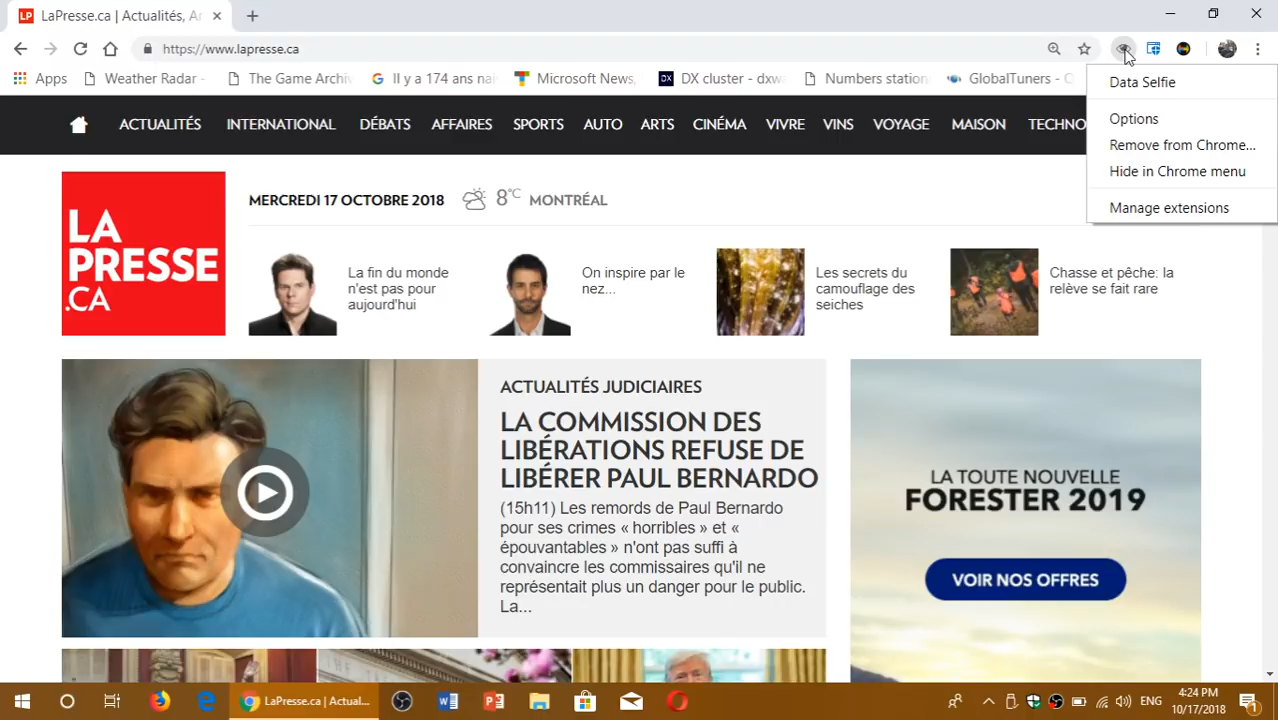 LP LaPresse.ca | Actualités, Ar
https://www.lapresse.ca
Apps Weather Radar - The Game Archiv Il y a 174 ans nai Microsoft News, DX DX cluster - dxwa Numbers station GlobalTuners - O
ACTUALITÉS INTERNATIONAL DÉBATS AFFAIRES SPORTS AUTO ARTS CINÉMA VIVRE VINS VOYAGE MAISON TECHNO
Data Selfie
Options
Remove from Chrome...
Hide in Chrome menu
Manage extensions
LA
PRESSE
.CA
MERCREDI 17 OCTOBRE 2018 8°C MONTRÉAL
La fin du monde
n'est pas pour
aujourd'hui
On inspire par le
nez...
Les secrets du
camouflage des
seiches
Chasse et pêche: la
relève se fait rare
ACTUALITÉS JUDICIAIRES
LA COMMISSION DES
LIBÉRATIONS REFUSE DE
LIBÉRER PAUL BERNARDO
(15h11) Les remords de Paul Bernardo
pour ses crimes « horribles » et «
épouvantables » n'ont pas suffi à
convaincre les commissaires qu'il ne
représentait plus un danger pour le public.
La...
LA TOUTE NOUVELLE
FORESTER 2019
VOIR NOS OFFRES
LaPresse.ca | Actual...
ENG
4:24 PM
10/17/2018
1